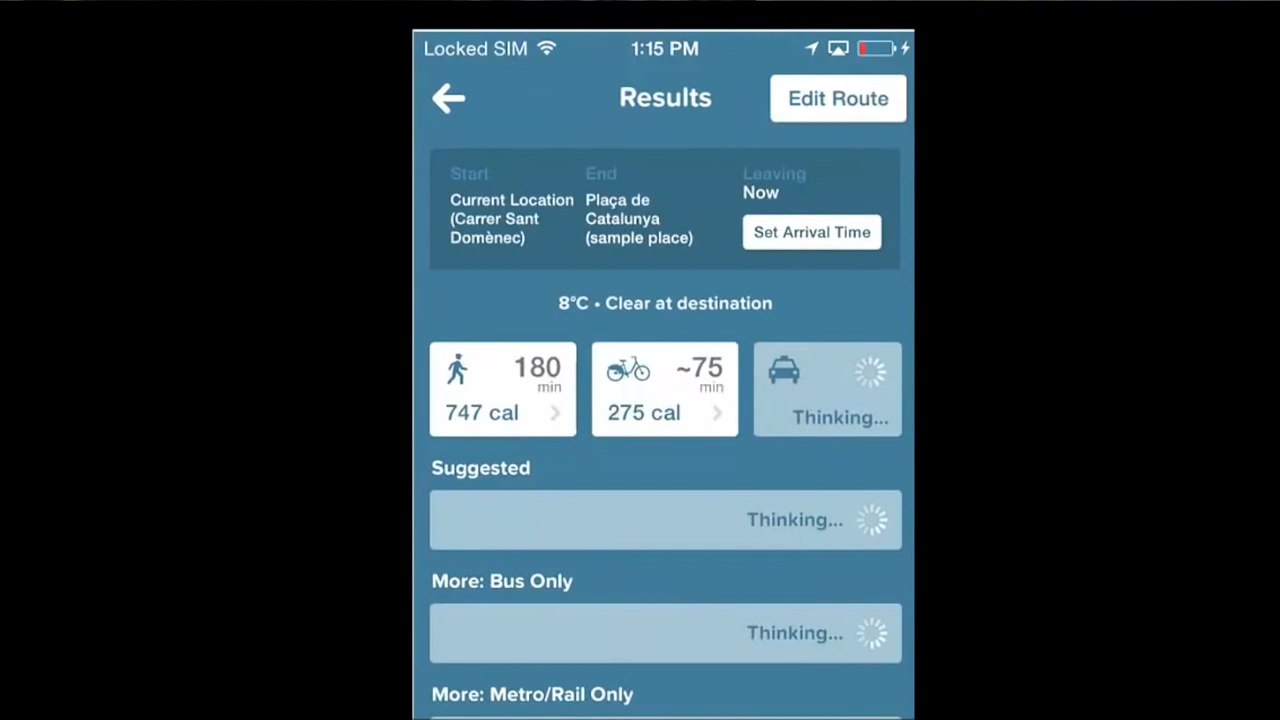 Locked SIM 1:15 PM
Results
Edit Route
Start
Current Location
(Carrer Sant
Domènec)
End
Plaça de
Catalunya
(sample place)
Leaving
Now
Set Arrival Time
8°C • Clear at destination
180
min
747 cal
~75
min
275 cal
Thinking...
Suggested
Thinking...
More: Bus Only
Thinking...
More: Metro/Rail Only